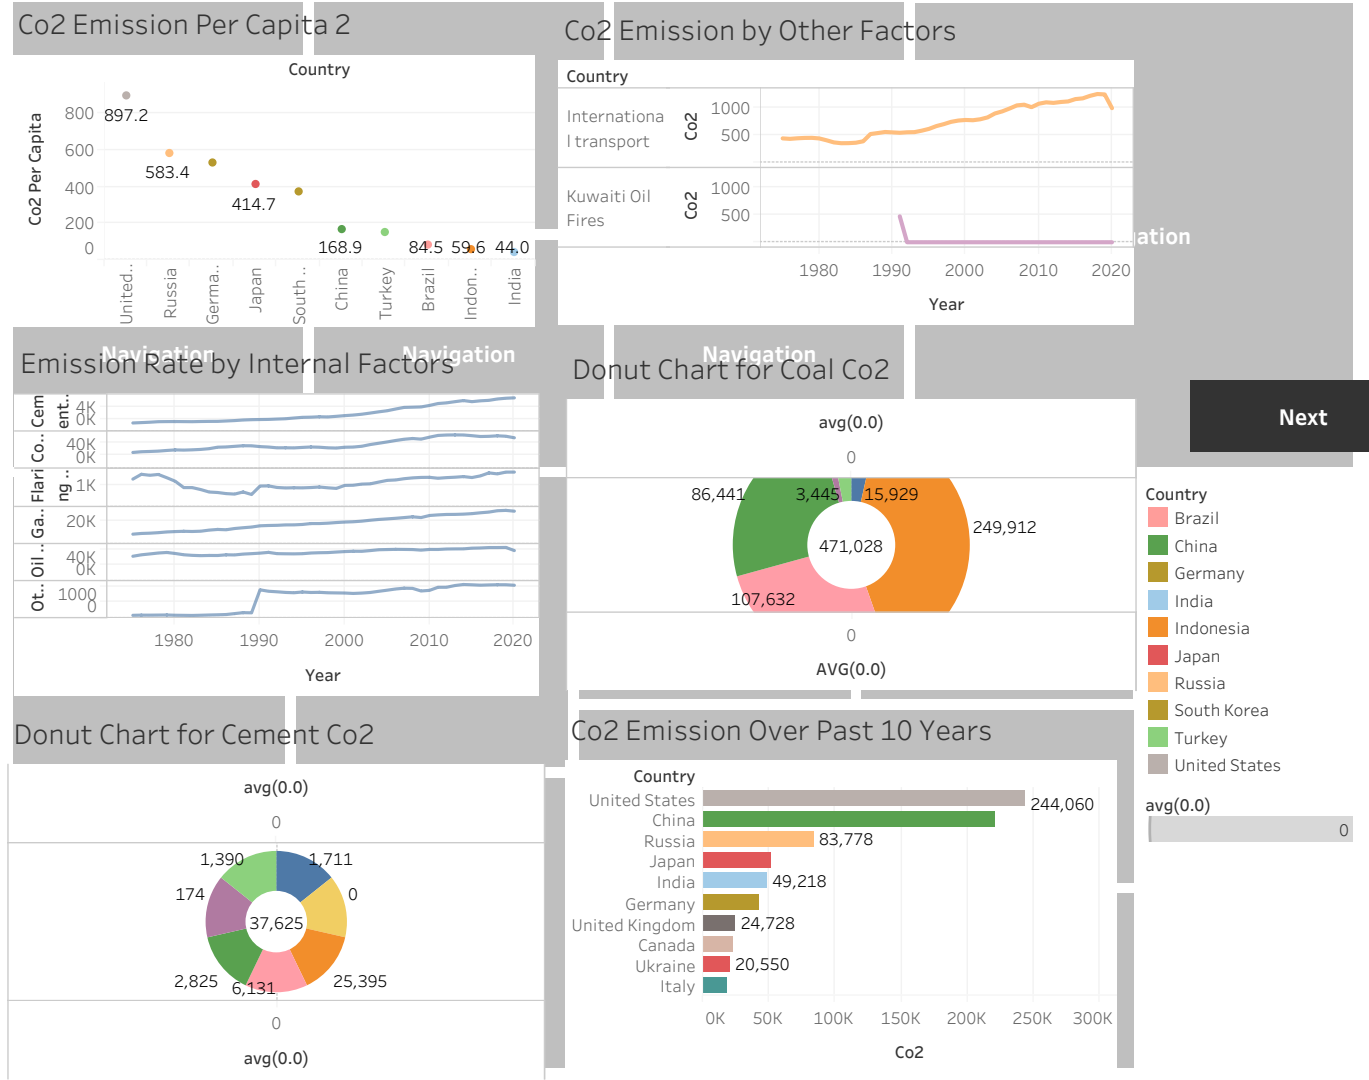 Co2 Emission Per Capita 2
Country
Co2 Per Capita
800
600
400
200
0
897.2
583.4
414.7
168.9
84.5
59.6
44.0
United..
Russia
Germa..
Japan
South ..
China
Turkey
Brazil
Indon..
India
Co2 Emission by Other Factors
Country
Internationa
l transport
Co2
1000
500
Kuwaiti Oil
Fires
Co2
1000
500
1980
1990
2000
2010
2020
Year
ation
Navigation
Navigation
Navigation
Emission Rate by Internal Factors
Cem
ent..
4K
0K
Co..
40K
0K
Flari
ng ..
1K
Ga..
20K
Oil ..
40K
0K
Ot..
1000
0
1980
1990
2000
2010
2020
Year
Donut Chart for Coal Co2
avg(0.0)
0
86,441
3,445
15,929
249,912
471,028
107,632
0
AVG(0.0)
Next
Country
Brazil
China
Germany
India
Indonesia
Japan
Russia
South Korea
Turkey
United States
avg(0.0)
0
Donut Chart for Cement Co2
avg(0.0)
0
1,390
1,711
174
0
37,625
2,825
6,131
25,395
0
avg(0.0)
Co2 Emission Over Past 10 Years
Country
United States
244,060
China
Russia
83,778
Japan
India
49,218
Germany
United Kingdom
24,728
Canada
Ukraine
20,550
Italy
0K
50K
100K
150K
200K
250K
300K
Co2